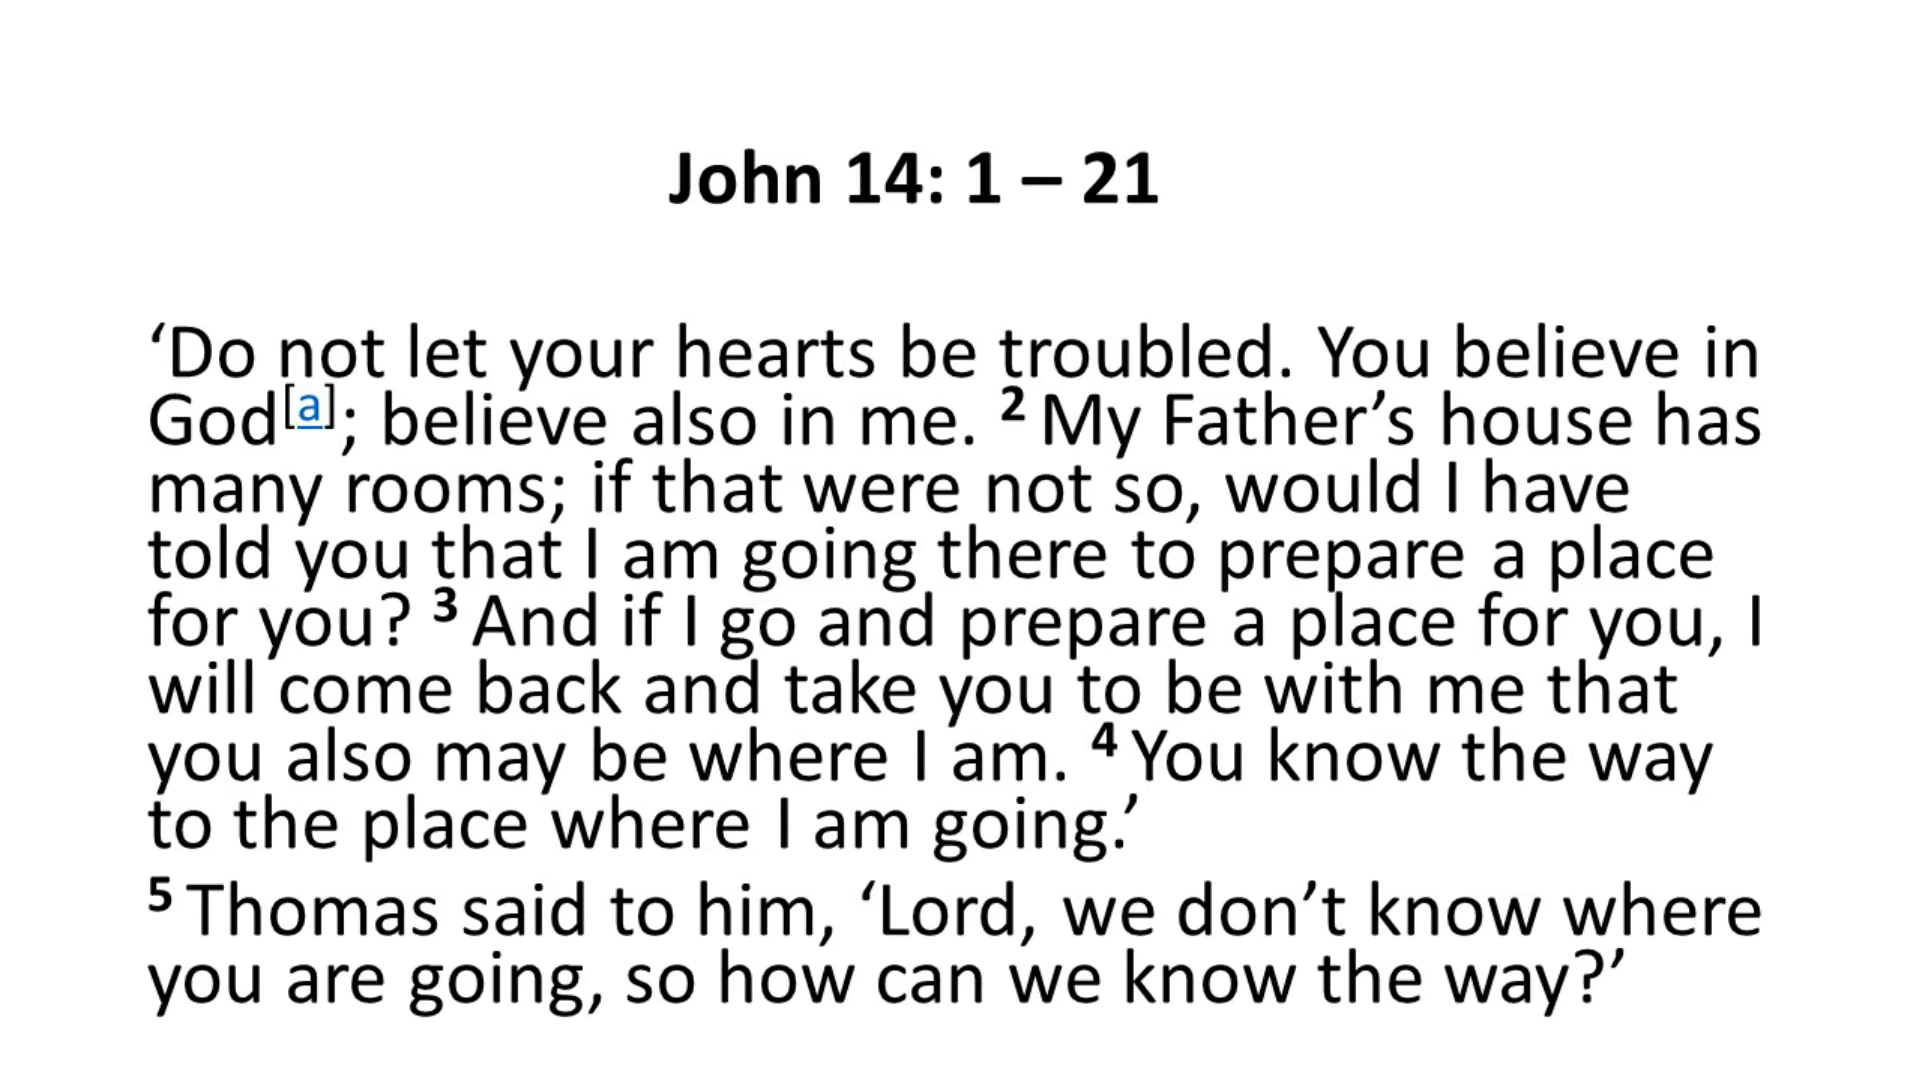 John 14: 1 – 21
‘Do not let your hearts be troubled. You believe in
God[a]; believe also in me. 2 My Father’s house has
many rooms; if that were not so, would I have
told you that I am going there to prepare a place
for you? 3 And if I go and prepare a place for you, I
will come back and take you to be with me that
you also may be where I am. 4 You know the way
to the place where I am going.’
5 Thomas said to him, ‘Lord, we don’t know where
you are going, so how can we know the way?’